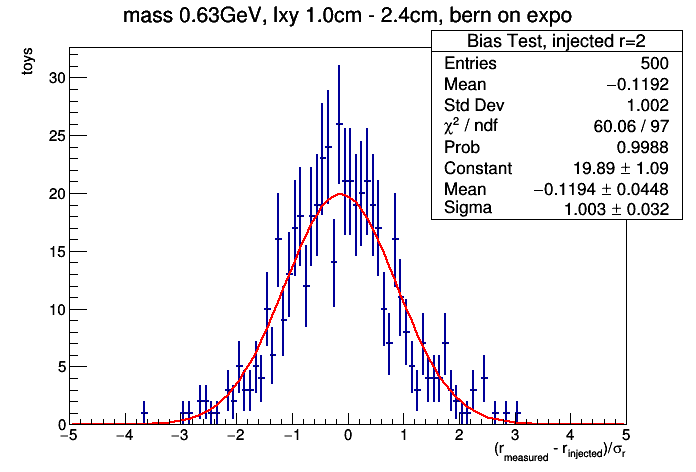 mass 0.63GeV, lxy 1.0cm - 2.4cm, bern on expo
toys
Bias Test, injected r=2
Entries 500
Mean −0.1192
Std Dev 1.002
χ² / ndf 60.06 / 97
Prob 0.9988
Constant 19.89 ± 1.09
Mean −0.1194 ± 0.0448
Sigma 1.003 ± 0.032
30
25
20
15
10
5
0
−5 −4 −3 −2 −1 0 1 2 3 4 5
(r_measured - r_injected)/σ_r